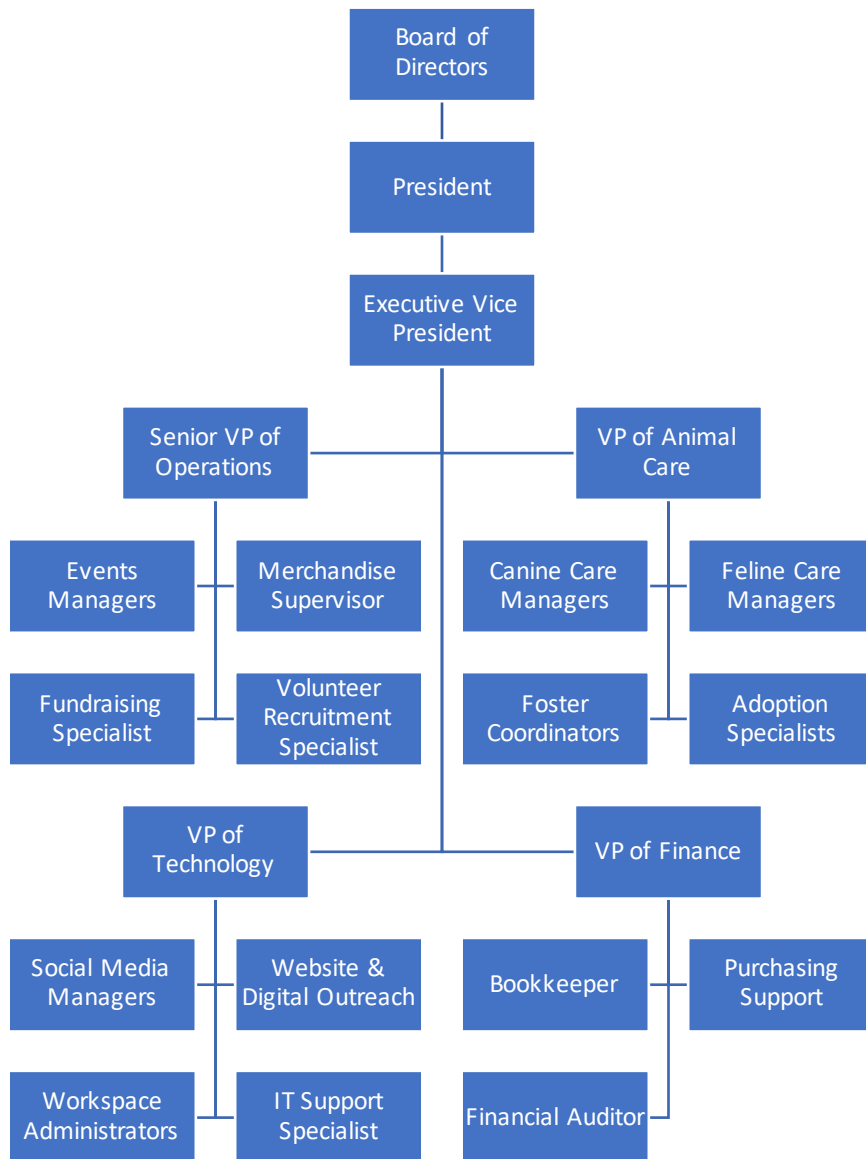 Board of
Directors
President
Executive Vice
President
Senior VP of
Operations
VP of Animal
Care
Events
Managers
Merchandise
Supervisor
Canine Care
Managers
Feline Care
Managers
Fundraising
Specialist
Volunteer
Recruitment
Specialist
Foster
Coordinators
Adoption
Specialists
VP of
Technology
VP of Finance
Social Media
Managers
Website &
Digital Outreach
Bookkeeper
Purchasing
Support
Workspace
Administrators
IT Support
Specialist
Financial Auditor